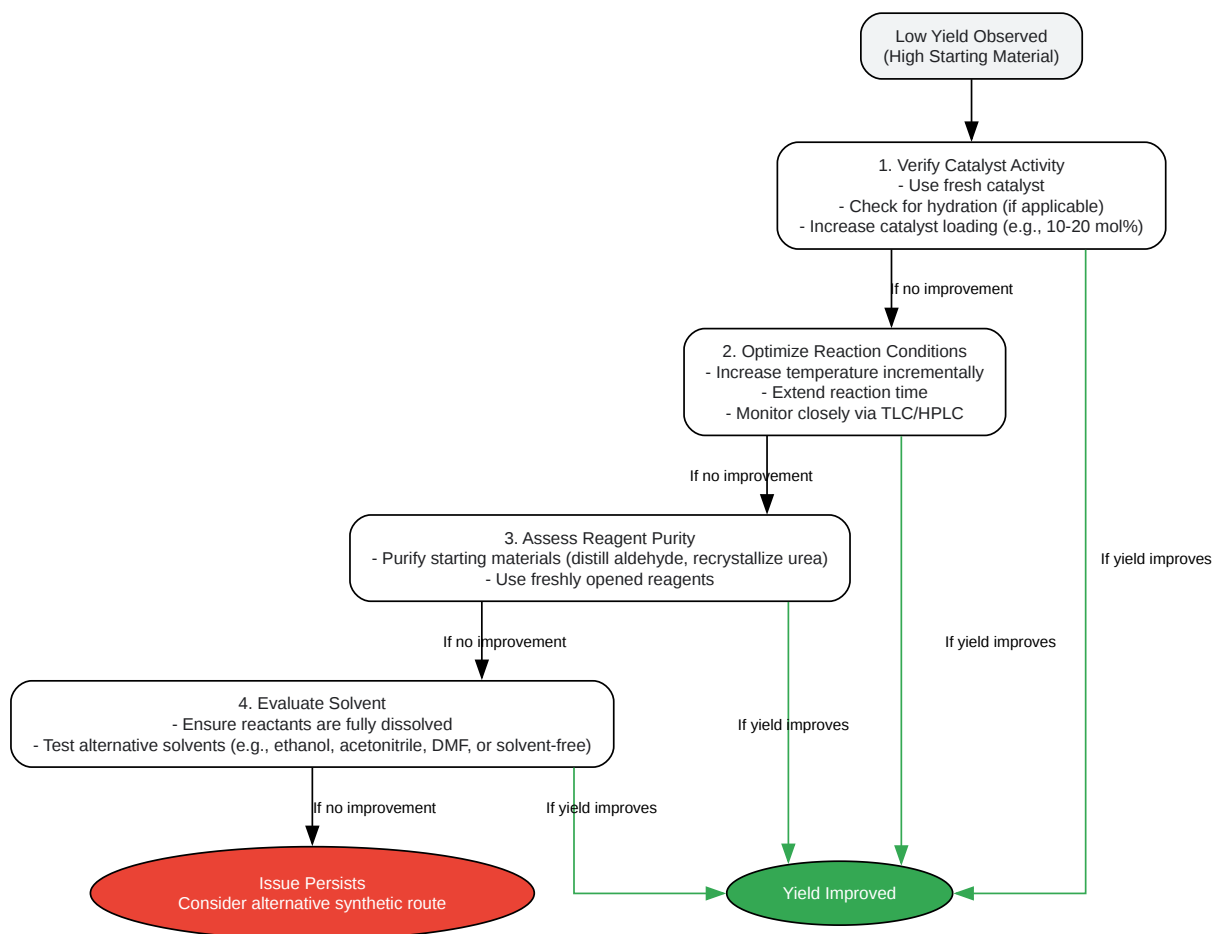 Low Yield Observed
(High Starting Material)
1. Verify Catalyst Activity
- Use fresh catalyst
- Check for hydration (if applicable)
- Increase catalyst loading (e.g., 10-20 mol%)
If no improvement
2. Optimize Reaction Conditions
- Increase temperature incrementally
- Extend reaction time
- Monitor closely via TLC/HPLC
If no improvement
3. Assess Reagent Purity
- Purify starting materials (distill aldehyde, recrystallize urea)
- Use freshly opened reagents
If yield improves
If no improvement
If yield improves
4. Evaluate Solvent
- Ensure reactants are fully dissolved
- Test alternative solvents (e.g., ethanol, acetonitrile, DMF, or solvent-free)
If yield improves
If no improvement
If yield improves
Issue Persists
Consider alternative synthetic route
Yield Improved